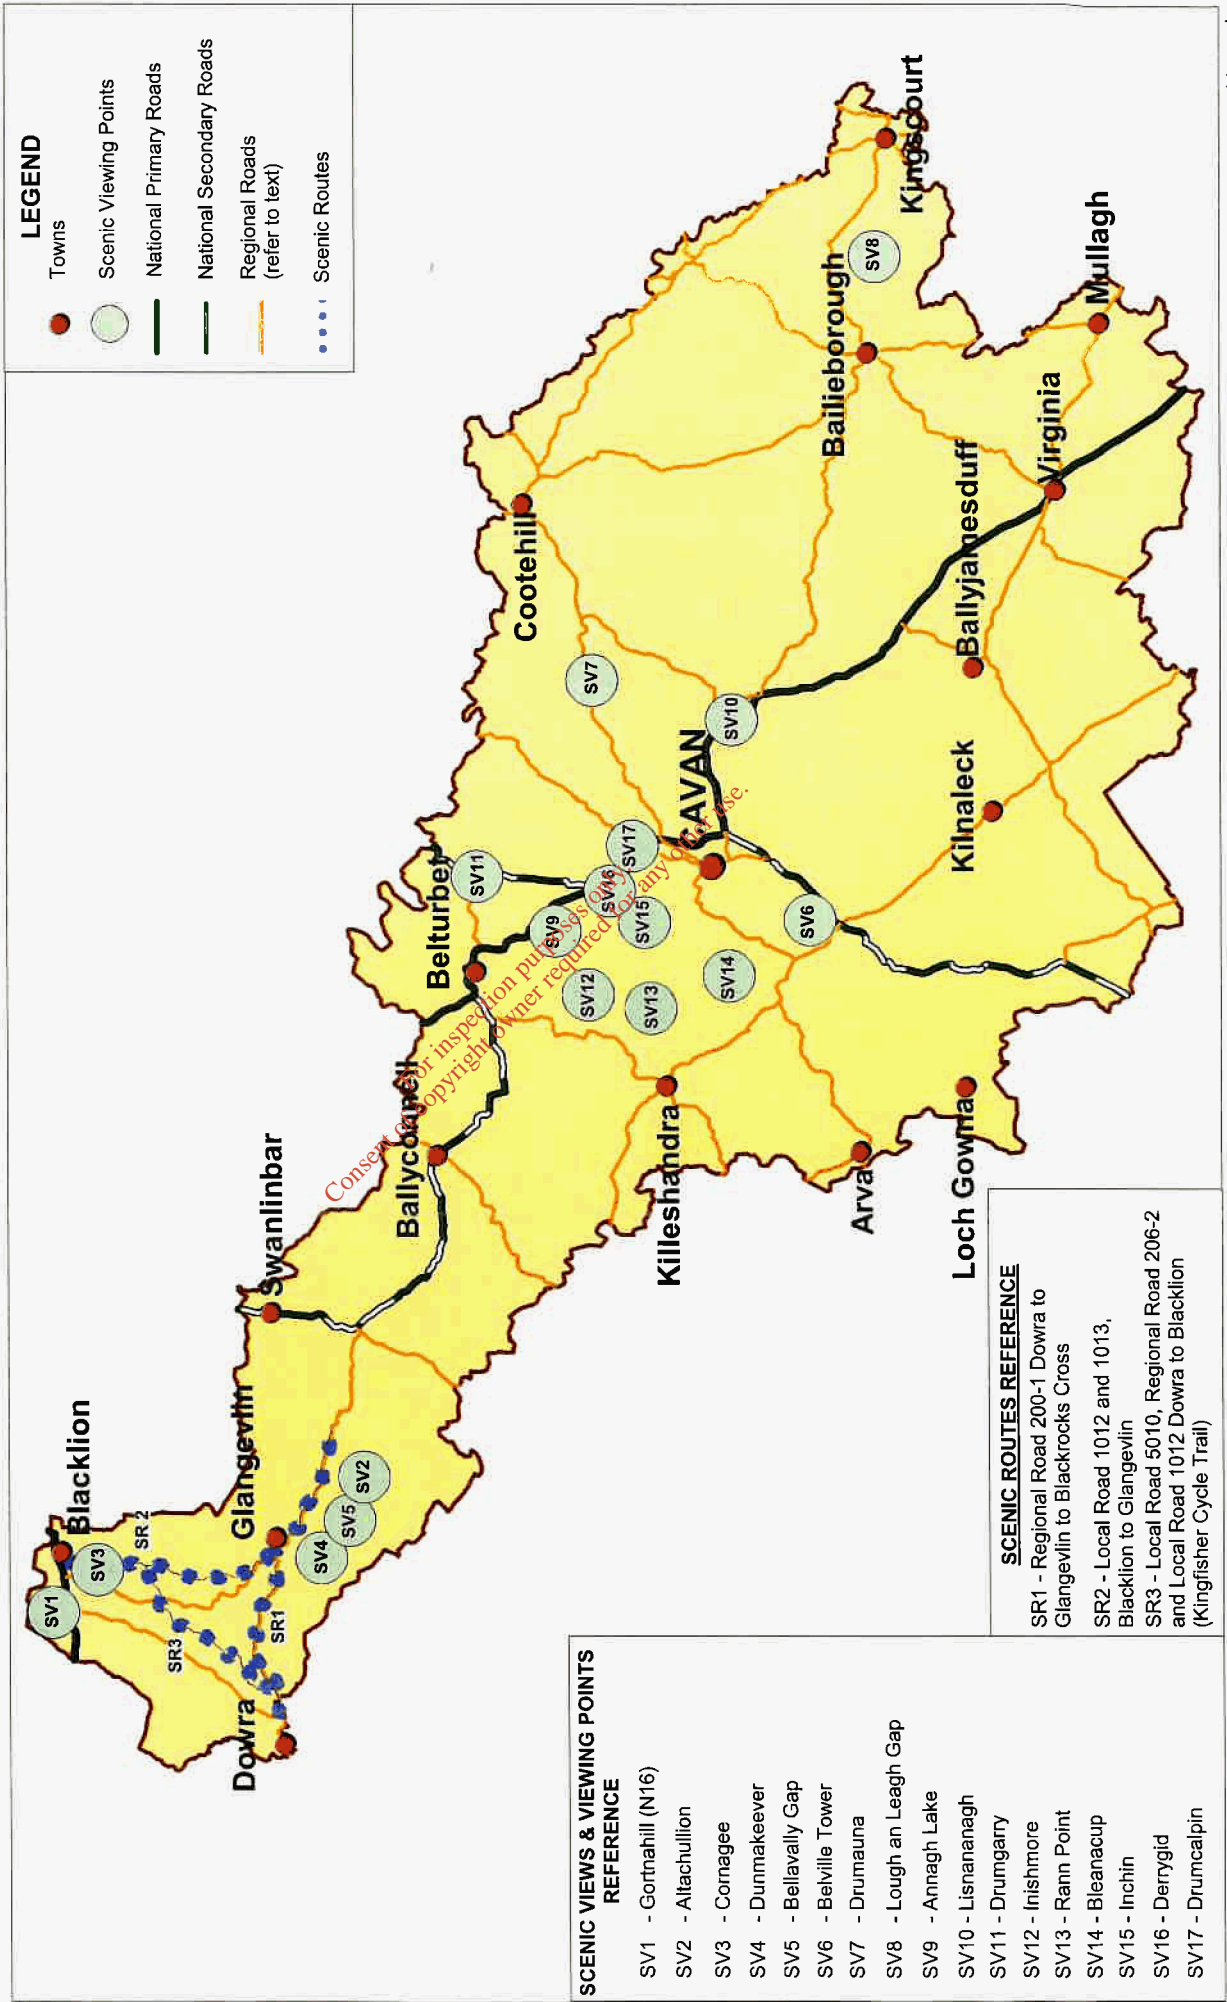 LEGEND
Towns
Scenic Viewing Points
National Primary Roads
National Secondary Roads
Regional Roads
(refer to text)
Scenic Routes
Blacklion
SV1
SV3
SR 2
SR3
SR1
Dowra
Glangevlin
SV4
SV5
SV2
Swanlinbar
Ballyconnell
Belturbet
SV11
SV9
SV12
SV13
SV14
SV15
SV16
SV17
CAVAN
SV10
SV7
SV6
Cootehill
Killeshandra
Arva
Loch Gowna
Kilnaleck
Ballyjamesduff
Virginia
Bailieborough
SV8
Kingscourt
Mullagh
Consent of copyright owner required for any other use.
For inspection purposes only.
SCENIC VIEWS & VIEWING POINTS
REFERENCE
SV1 - Gortnahill (N16)
SV2 - Altachullion
SV3 - Cornagee
SV4 - Dunmakeever
SV5 - Bellavally Gap
SV6 - Belville Tower
SV7 - Drumauna
SV8 - Lough an Leagh Gap
SV9 - Annagh Lake
SV10 - Lisnananagh
SV11 - Drumgarry
SV12 - Inishmore
SV13 - Rann Point
SV14 - Bleanacup
SV15 - Inchin
SV16 - Derrygid
SV17 - Drumcalpin
SCENIC ROUTES REFERENCE
SR1 - Regional Road 200-1 Dowra to
Glangevlin to Blackrocks Cross
SR2 - Local Road 1012 and 1013,
Blacklion to Glangevlin
SR3 - Local Road 5010, Regional Road 206-2
and Local Road 1012 Dowra to Blacklion
(Kingfisher Cycle Trail)